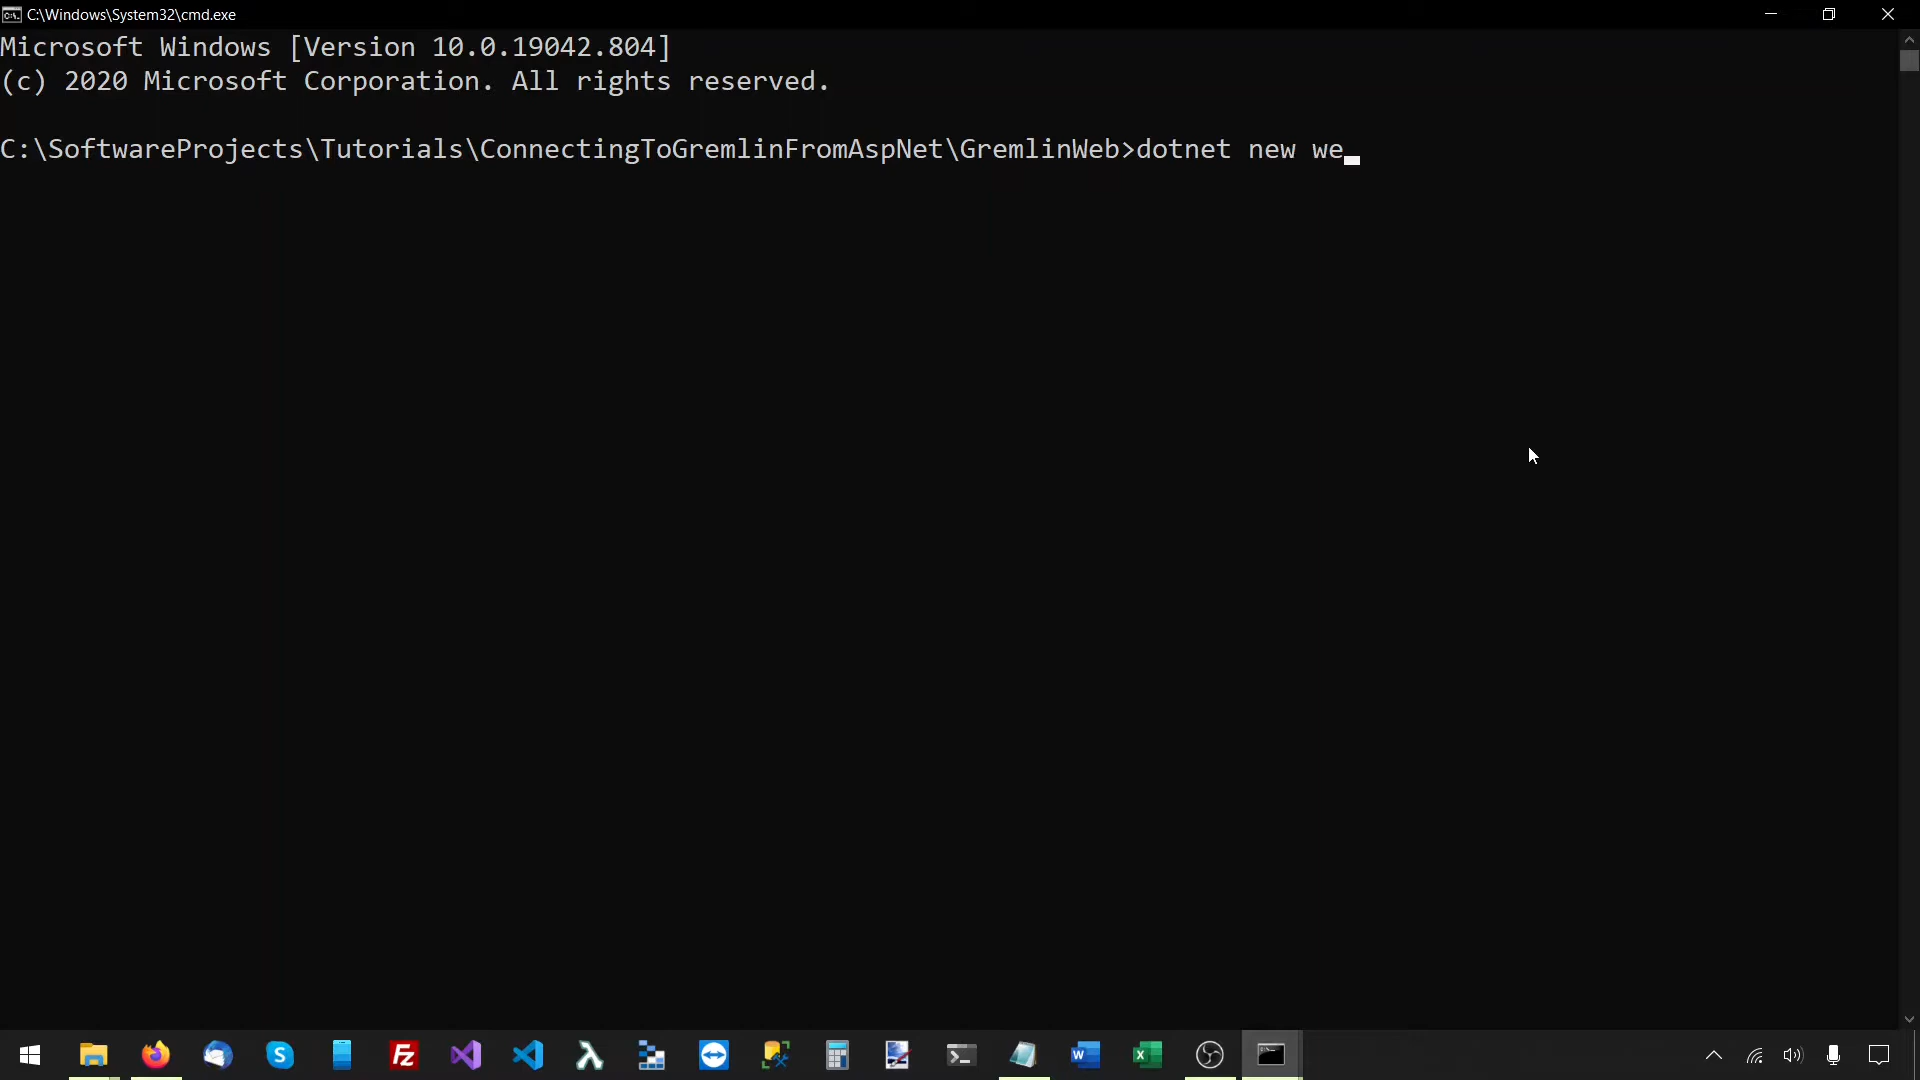 C:\Windows\System32\cmd.exe
Microsoft Windows [Version 10.0.19042.804]
(c) 2020 Microsoft Corporation. All rights reserved.
C:\SoftwareProjects\Tutorials\ConnectingToGremlinFromAspNet\GremlinWeb>dotnet new we